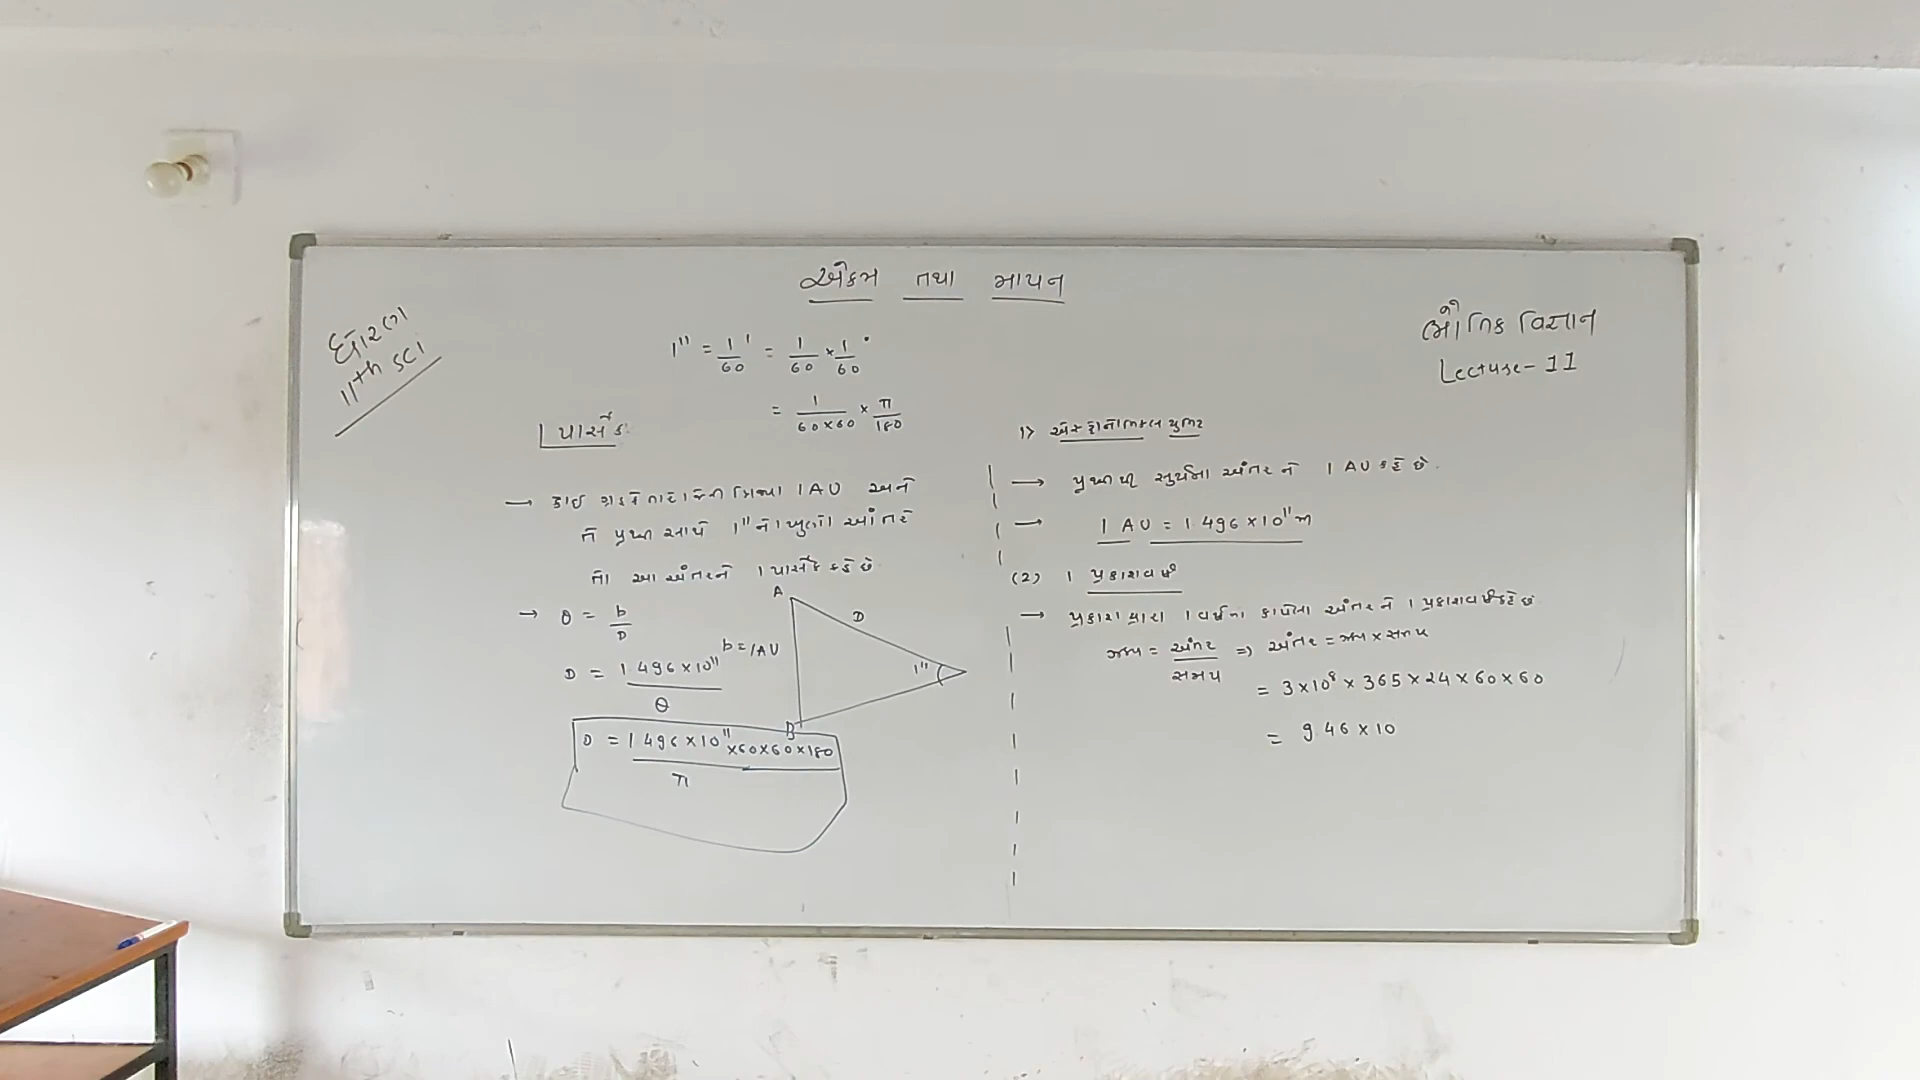 એકમ તથા માપન
ધોરણ
11th SCI
ભૌતિક વિજ્ઞાન
Lecture-11
1" = 1/60 ' = 1/60 × 1/60 °
= 1/60×60 × π/180
1 પાર્સેક
→ 1 AU અને
તે પૃથ્વી સાથે 1" નો ખુણો આંતરે
તો આ અંતરને 1 પાર્સેક કહે છે
→ θ = b/D
D = 1.496×10¹¹/θ
b=1AU
A
D
1"
B
D = 1.496×10¹¹×60×60×180/π
1> એસ્ટ્રોનોમિકલ યુનિટ
→ પૃથ્વીથી સુર્યના અંતર ને 1 AU કહે છે.
→ 1 AU = 1.496×10¹¹m
(2) 1 પ્રકાશવર્ષ
→ પ્રકાશ દ્વારા 1 વર્ષમાં કાપેલા અંતર ને 1 પ્રકાશવર્ષ કહે છે
ઝડપ = અંતર/સમય ⇒ અંતર = ઝડપ × સમય
= 3×10⁸ × 365 × 24 × 60 × 60
= 9.46 × 10